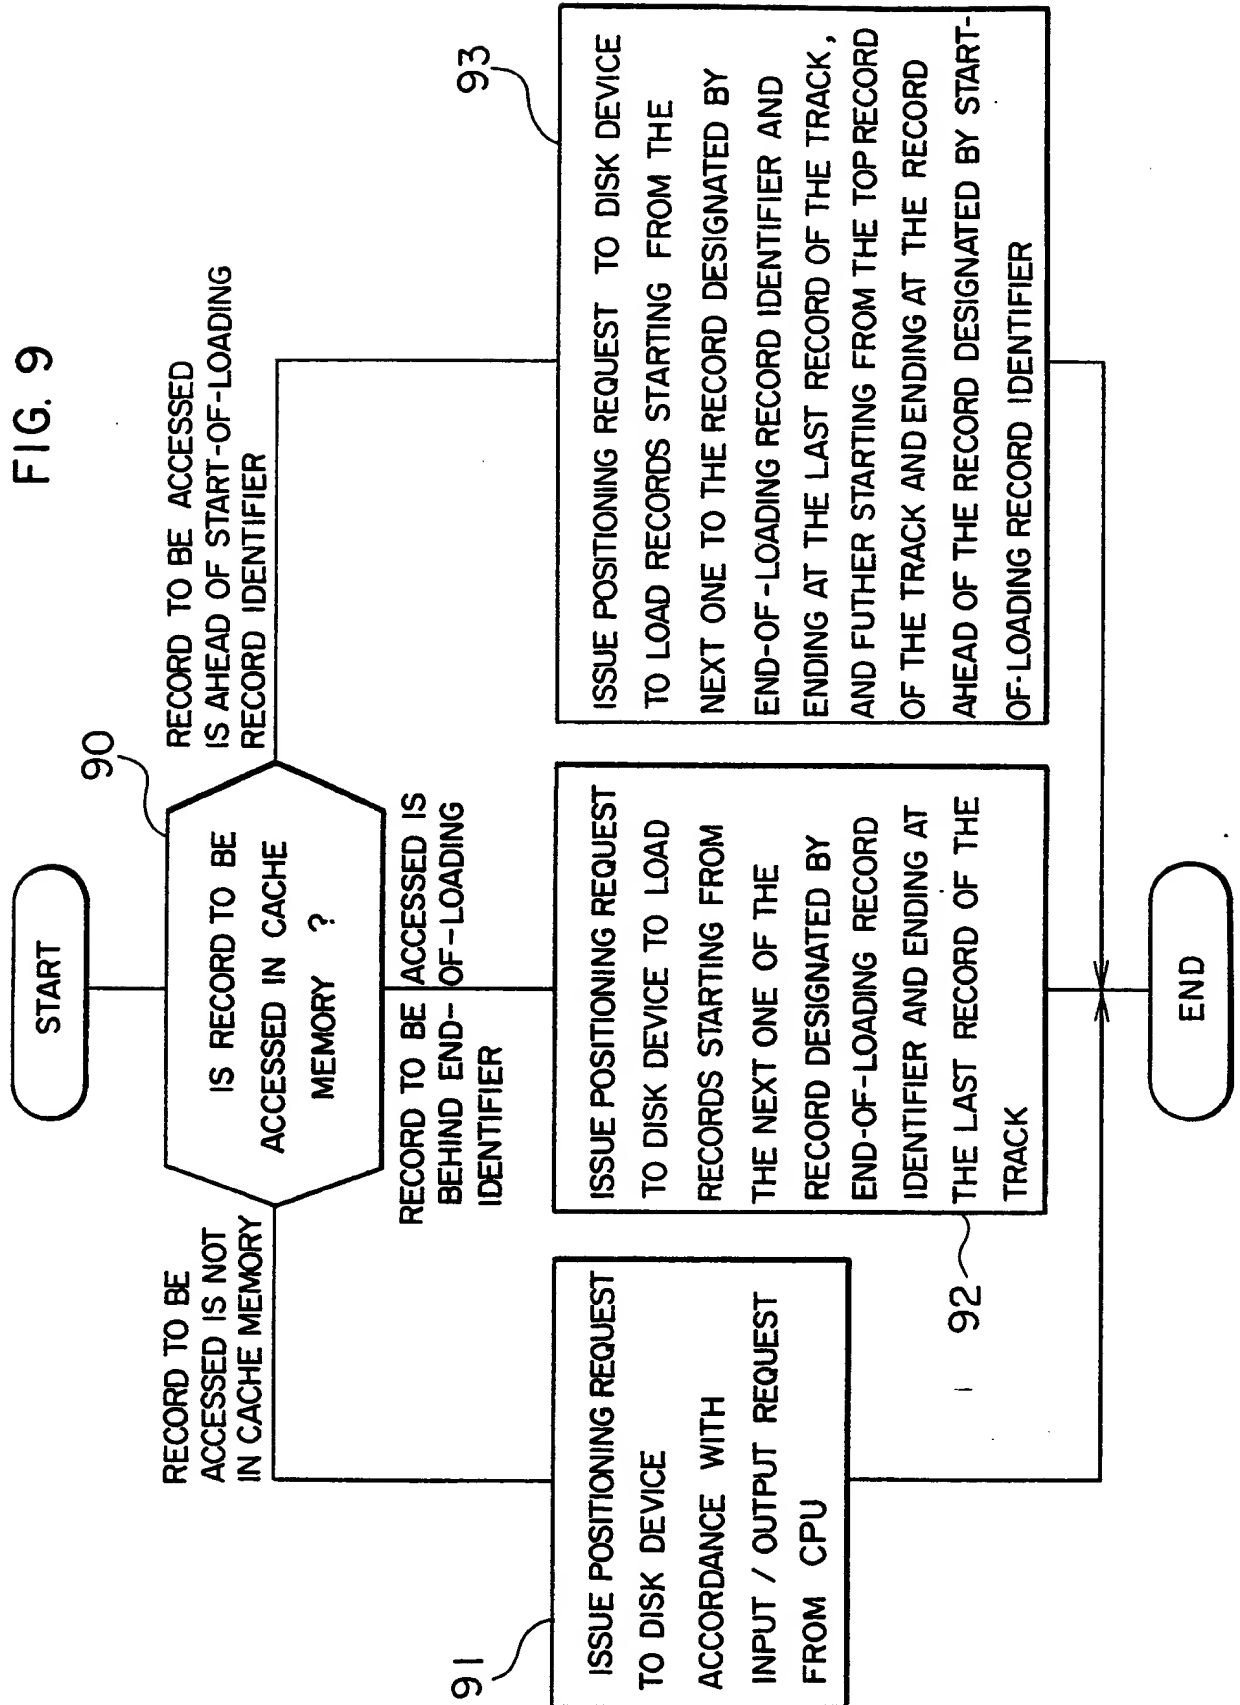 FIG. 9
START
90
IS RECORD TO BE
ACCESSED IN CACHE
MEMORY ?
RECORD TO BE
ACCESSED IS NOT
IN CACHE MEMORY
RECORD TO BE ACCESSED IS
BEHIND END-OF-LOADING
IDENTIFIER
RECORD TO BE ACCESSED
IS AHEAD OF START-OF-LOADING
RECORD IDENTIFIER
91
ISSUE POSITIONING REQUEST
TO DISK DEVICE
ACCORDANCE WITH
INPUT / OUTPUT REQUEST
FROM CPU
92
ISSUE POSITIONING REQUEST
TO DISK DEVICE TO LOAD
RECORDS STARTING FROM
THE NEXT ONE OF THE
RECORD DESIGNATED BY
END-OF-LOADING RECORD
IDENTIFIER AND ENDING AT
THE LAST RECORD OF THE
TRACK
93
ISSUE POSITIONING REQUEST TO DISK DEVICE
TO LOAD RECORDS STARTING FROM THE
NEXT ONE TO THE RECORD DESIGNATED BY
END-OF-LOADING RECORD IDENTIFIER AND
ENDING AT THE LAST RECORD OF THE TRACK,
AND FUTHER STARTING FROM THE TOP RECORD
OF THE TRACK AND ENDING AT THE RECORD
AHEAD OF THE RECORD DESIGNATED BY START-
OF-LOADING RECORD IDENTIFIER
END